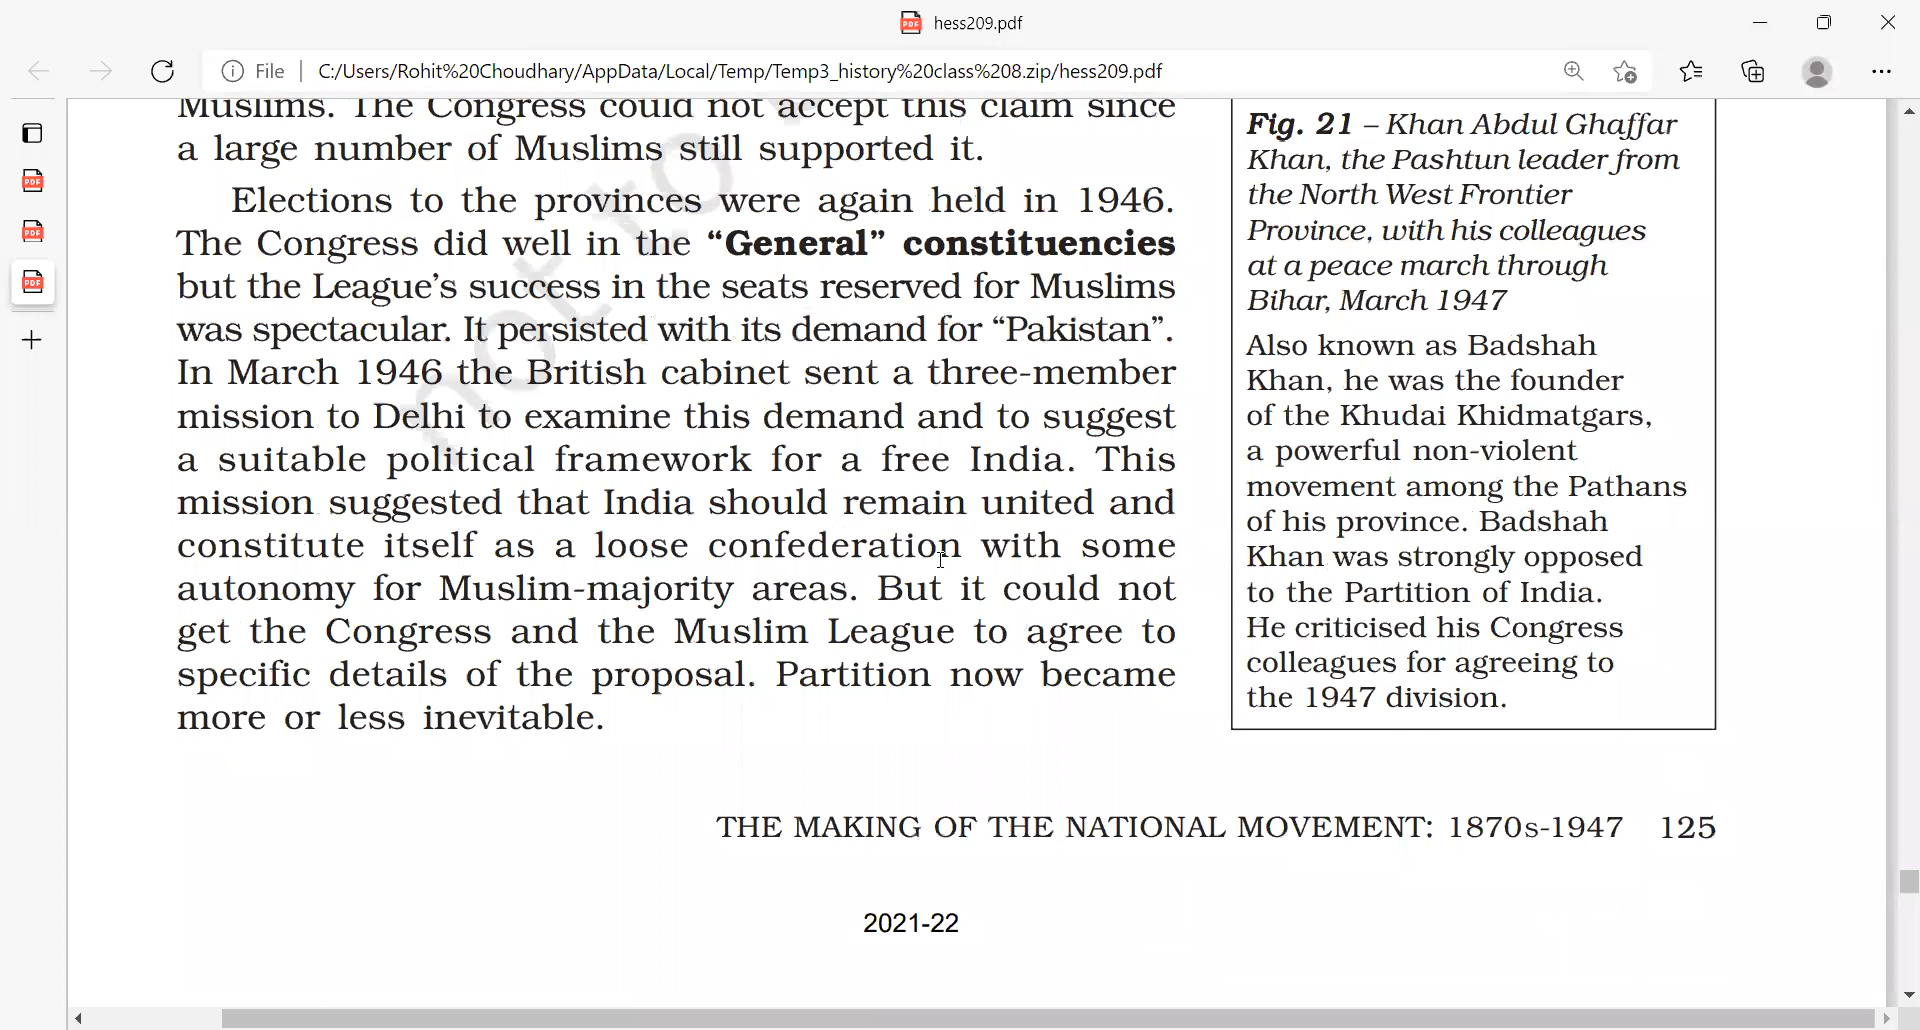 hess209.pdf
File
C:/Users/Rohit%20Choudhary/AppData/Local/Temp/Temp3_history%20class%208.zip/hess209.pdf
Muslims. The Congress could not accept this claim since
a large number of Muslims still supported it.
Elections to the provinces were again held in 1946.
The Congress did well in the “General” constituencies
but the League’s success in the seats reserved for Muslims
was spectacular. It persisted with its demand for “Pakistan”.
In March 1946 the British cabinet sent a three-member
mission to Delhi to examine this demand and to suggest
a suitable political framework for a free India. This
mission suggested that India should remain united and
constitute itself as a loose confederation with some
autonomy for Muslim-majority areas. But it could not
get the Congress and the Muslim League to agree to
specific details of the proposal. Partition now became
more or less inevitable.
Fig. 21 – Khan Abdul Ghaffar
Khan, the Pashtun leader from
the North West Frontier
Province, with his colleagues
at a peace march through
Bihar, March 1947
Also known as Badshah
Khan, he was the founder
of the Khudai Khidmatgars,
a powerful non-violent
movement among the Pathans
of his province. Badshah
Khan was strongly opposed
to the Partition of India.
He criticised his Congress
colleagues for agreeing to
the 1947 division.
THE MAKING OF THE NATIONAL MOVEMENT: 1870s-1947 125
2021-22
not